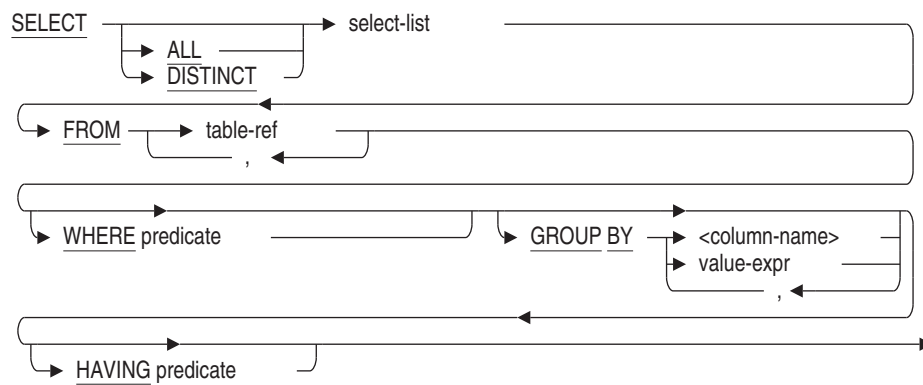 SELECT select-list
ALL
DISTINCT
FROM table-ref
,
WHERE predicate GROUP BY <column-name>
value-expr
,
HAVING predicate